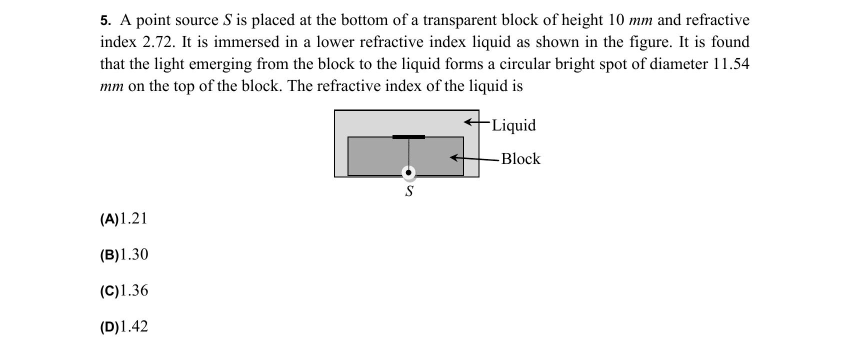 5. A point source S is placed at the bottom of a transparent block of height 10 mm and refractive
index 2.72. It is immersed in a lower refractive index liquid as shown in the figure. It is found
that the light emerging from the block to the liquid forms a circular bright spot of diameter 11.54
mm on the top of the block. The refractive index of the liquid is
Liquid
Block
S
(A)1.21
(B)1.30
(C)1.36
(D)1.42